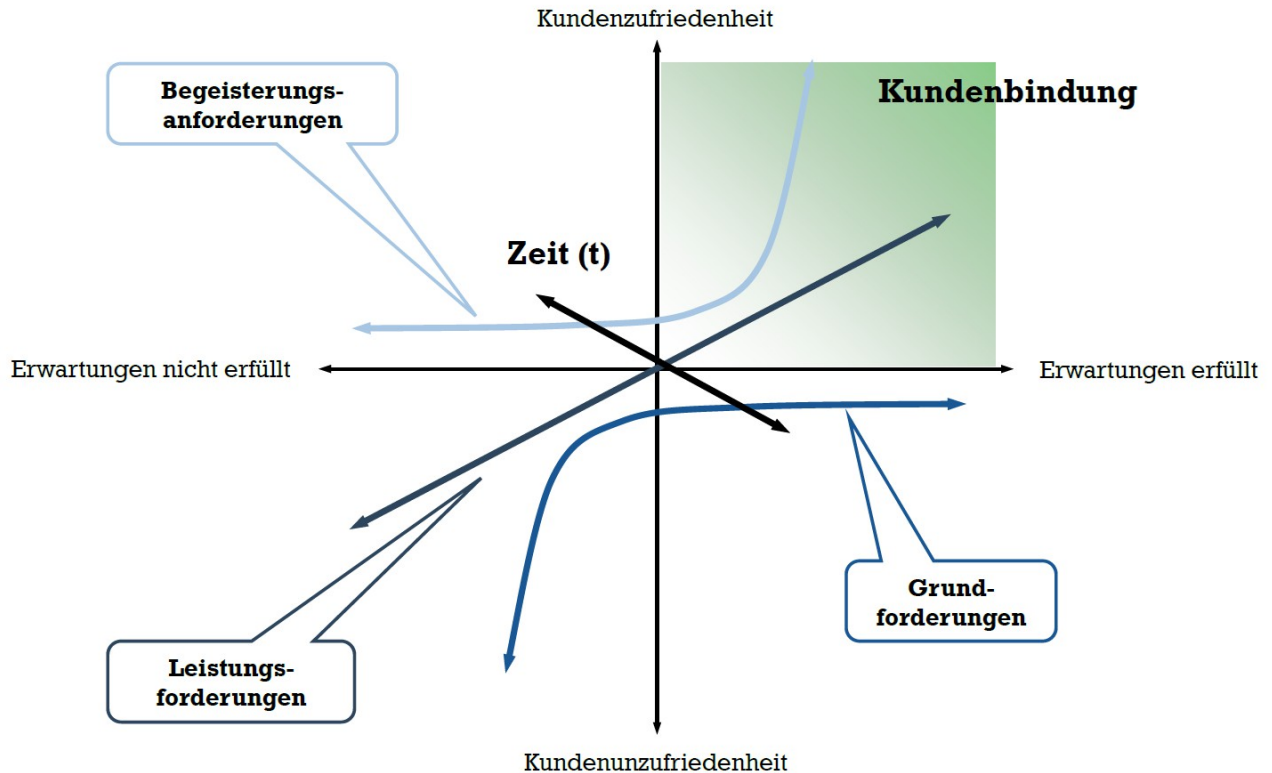 Kundenzufriedenheit
Begeisterungs-
anforderungen
Kundenbindung
Zeit (t)
Erwartungen nicht erfüllt
Erwartungen erfüllt
Grund-
forderungen
Leistungs-
forderungen
Kundenunzufriedenheit